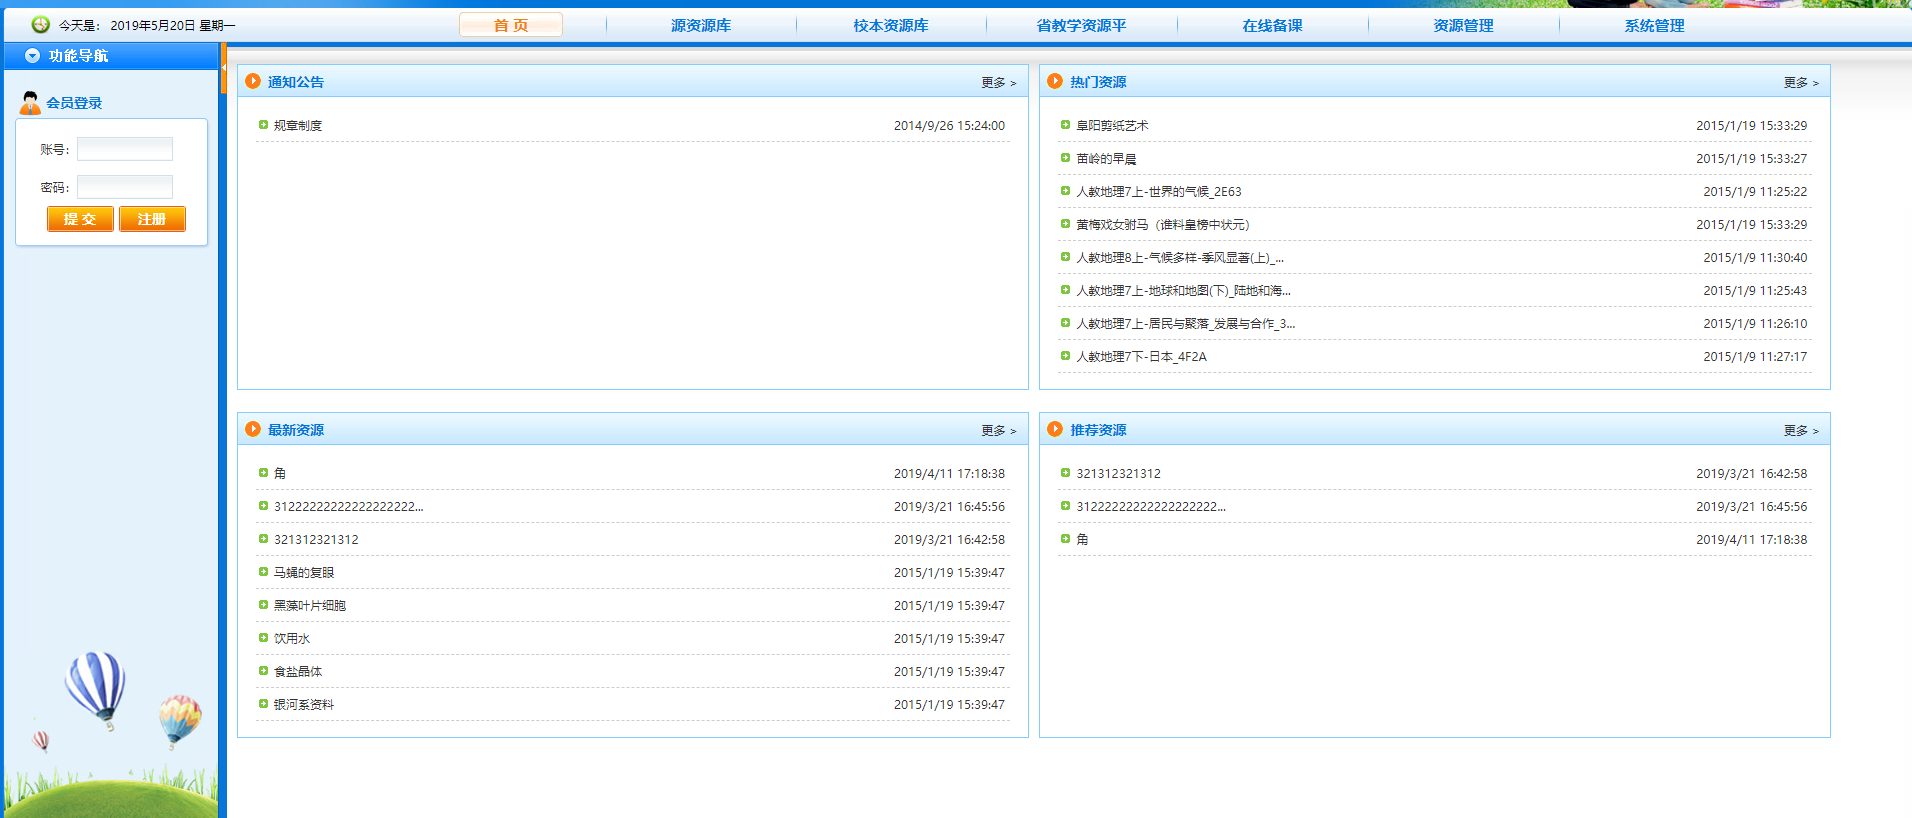 今天是： 2019年5月20日 星期一
首 页
源资源库
校本资源库
省教学资源平
在线备课
资源管理
系统管理
功能导航
会员登录
账号：
密码：
提 交
注册
通知公告
更多 >
规章制度 2014/9/26 15:24:00
热门资源
更多 >
阜阳剪纸艺术 2015/1/19 15:33:29
苗岭的早晨 2015/1/19 15:33:27
人教地理7上-世界的气候_2E63 2015/1/9 11:25:22
黄梅戏女驸马（谁料皇榜中状元） 2015/1/19 15:33:29
人教地理8上-气候多样-季风显著(上)_... 2015/1/9 11:30:40
人教地理7上-地球和地图(下)_陆地和海... 2015/1/9 11:25:43
人教地理7上-居民与聚落_发展与合作_3... 2015/1/9 11:26:10
人教地理7下-日本_4F2A 2015/1/9 11:27:17
最新资源
更多 >
角 2019/4/11 17:18:38
31222222222222222222... 2019/3/21 16:45:56
321312321312 2019/3/21 16:42:58
马蝇的复眼 2015/1/19 15:39:47
黑藻叶片细胞 2015/1/19 15:39:47
饮用水 2015/1/19 15:39:47
食盐晶体 2015/1/19 15:39:47
银河系资料 2015/1/19 15:39:47
推荐资源
更多 >
321312321312 2019/3/21 16:42:58
31222222222222222222... 2019/3/21 16:45:56
角 2019/4/11 17:18:38